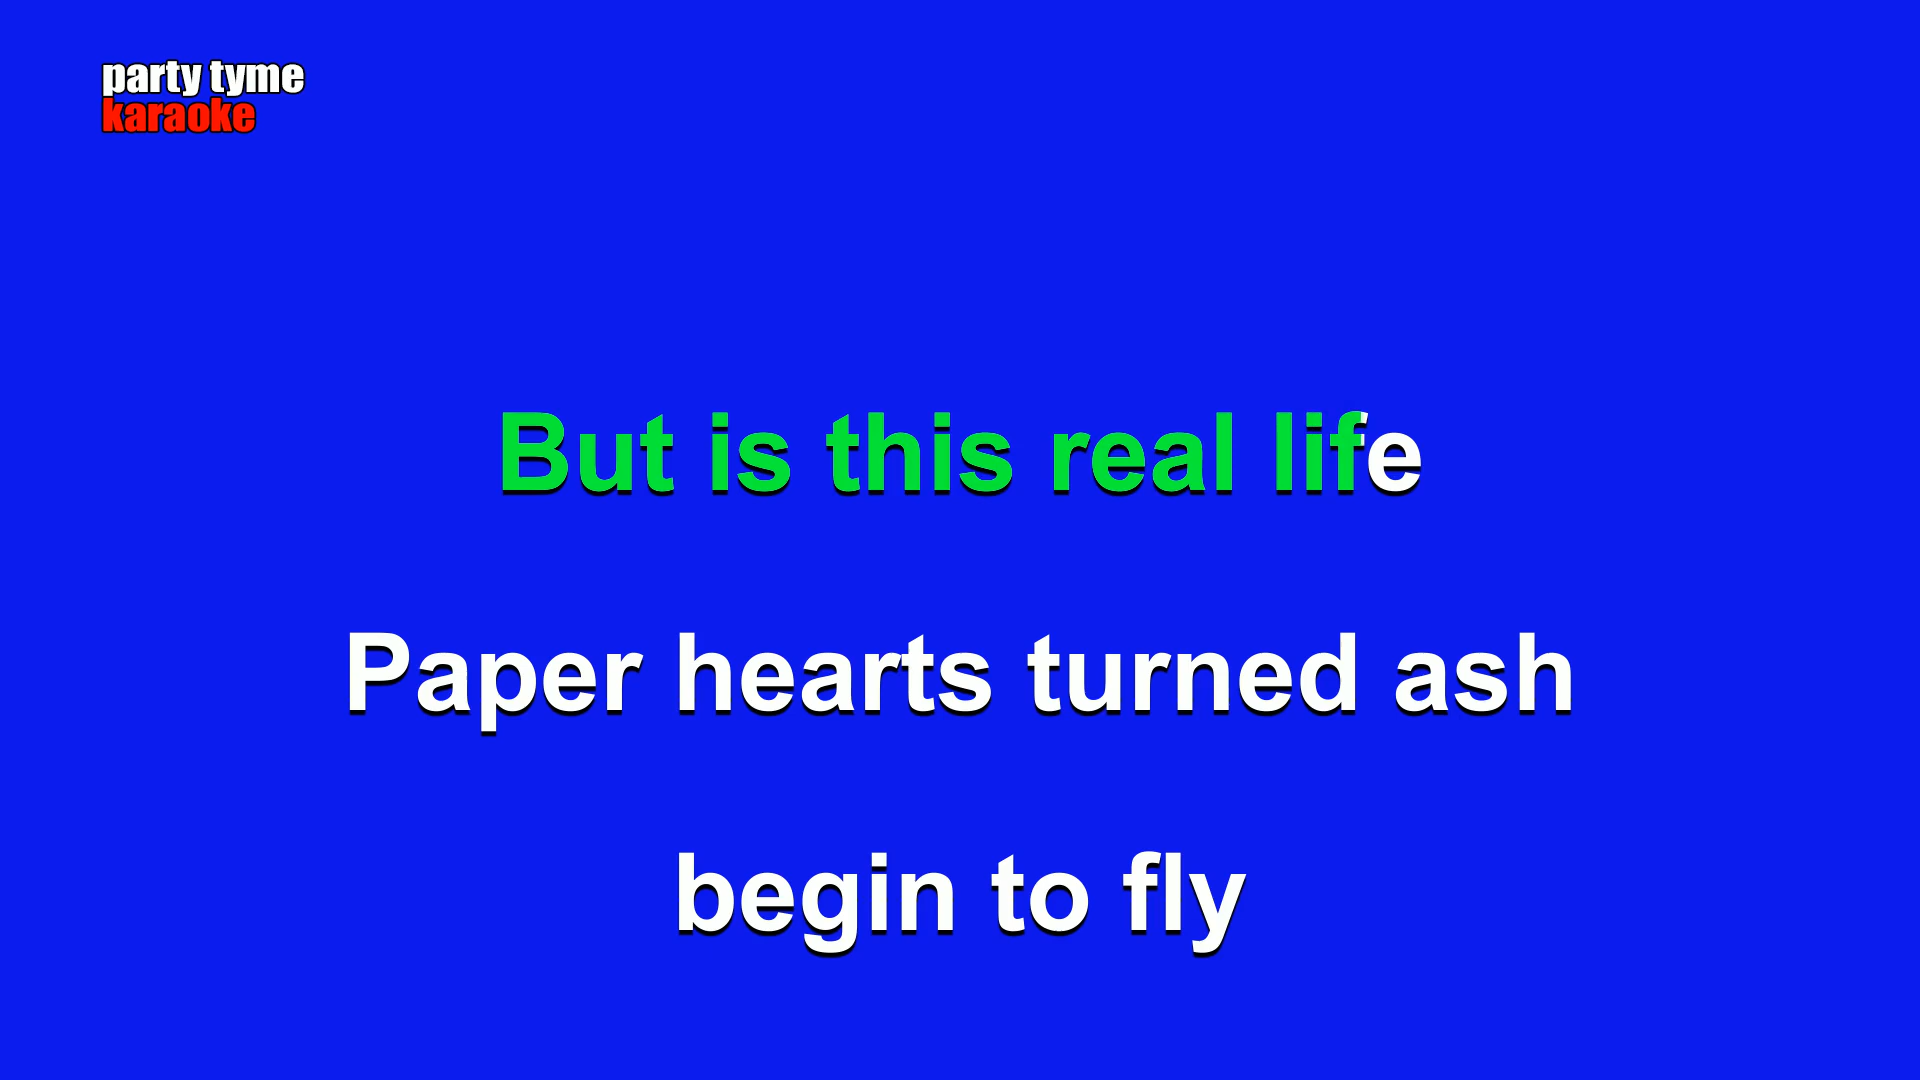 party tyme
karaoke
But is this real life
Paper hearts turned ash
begin to fly